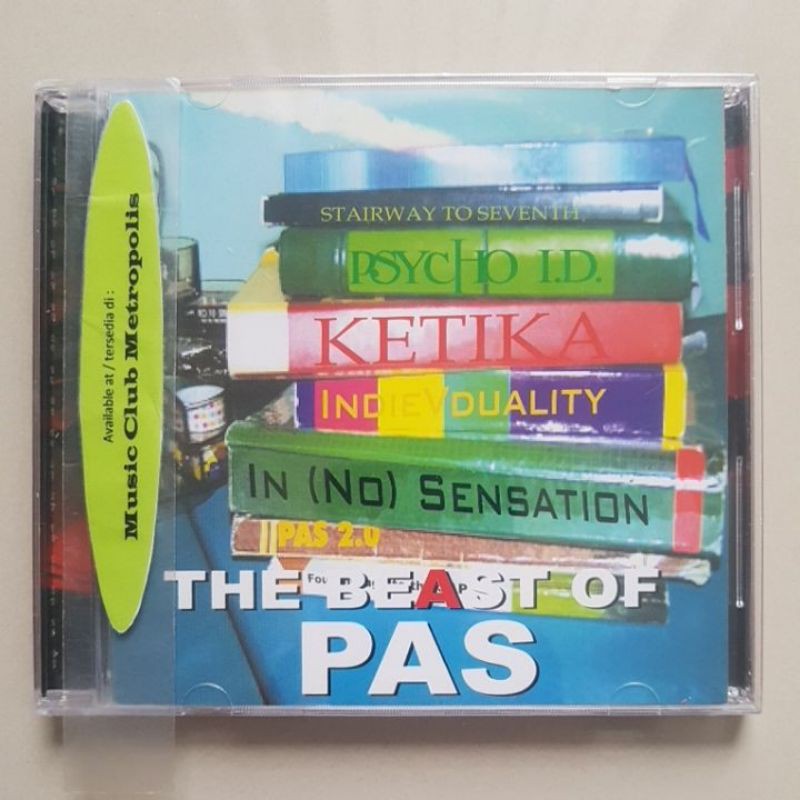 Available at / tersedia di :
Music Club Metropolis
STAIRWAY TO SEVENTH
PSYCHO I.D.
KETIKA
INDIEVDUALITY
IN (NO) SENSATION
PAS 2.0
THE BEAST OF
PAS